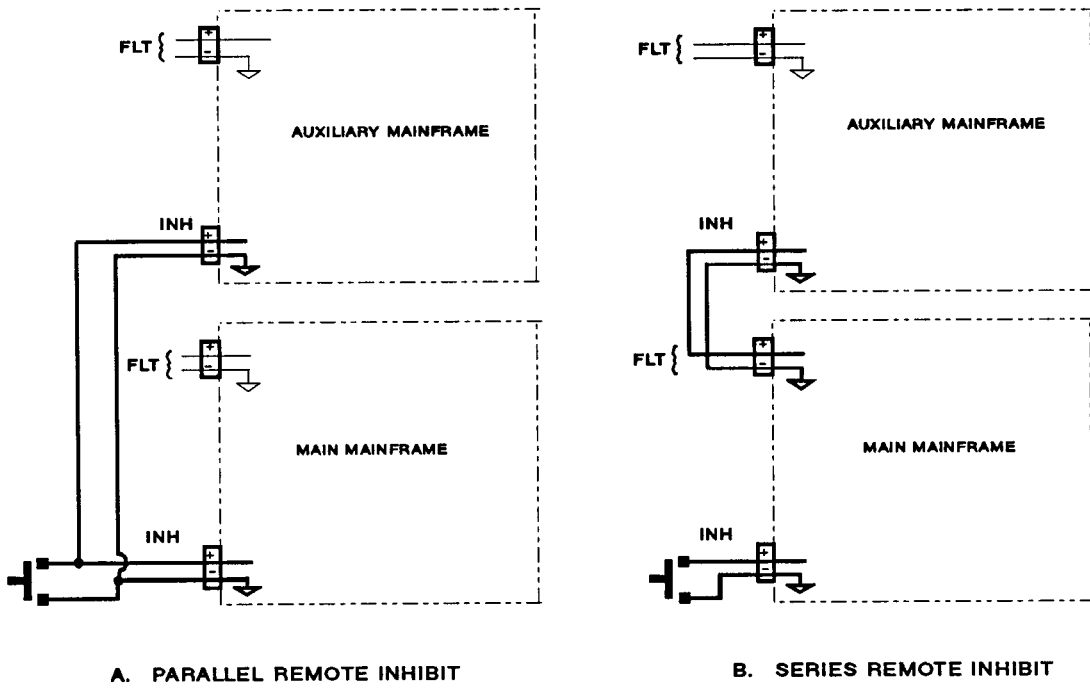 FLT { + -
AUXILIARY MAINFRAME
INH + -
FLT { + -
MAIN MAINFRAME
INH + -
A. PARALLEL REMOTE INHIBIT
FLT { + -
AUXILIARY MAINFRAME
INH + -
FLT { + -
MAIN MAINFRAME
INH + -
B. SERIES REMOTE INHIBIT